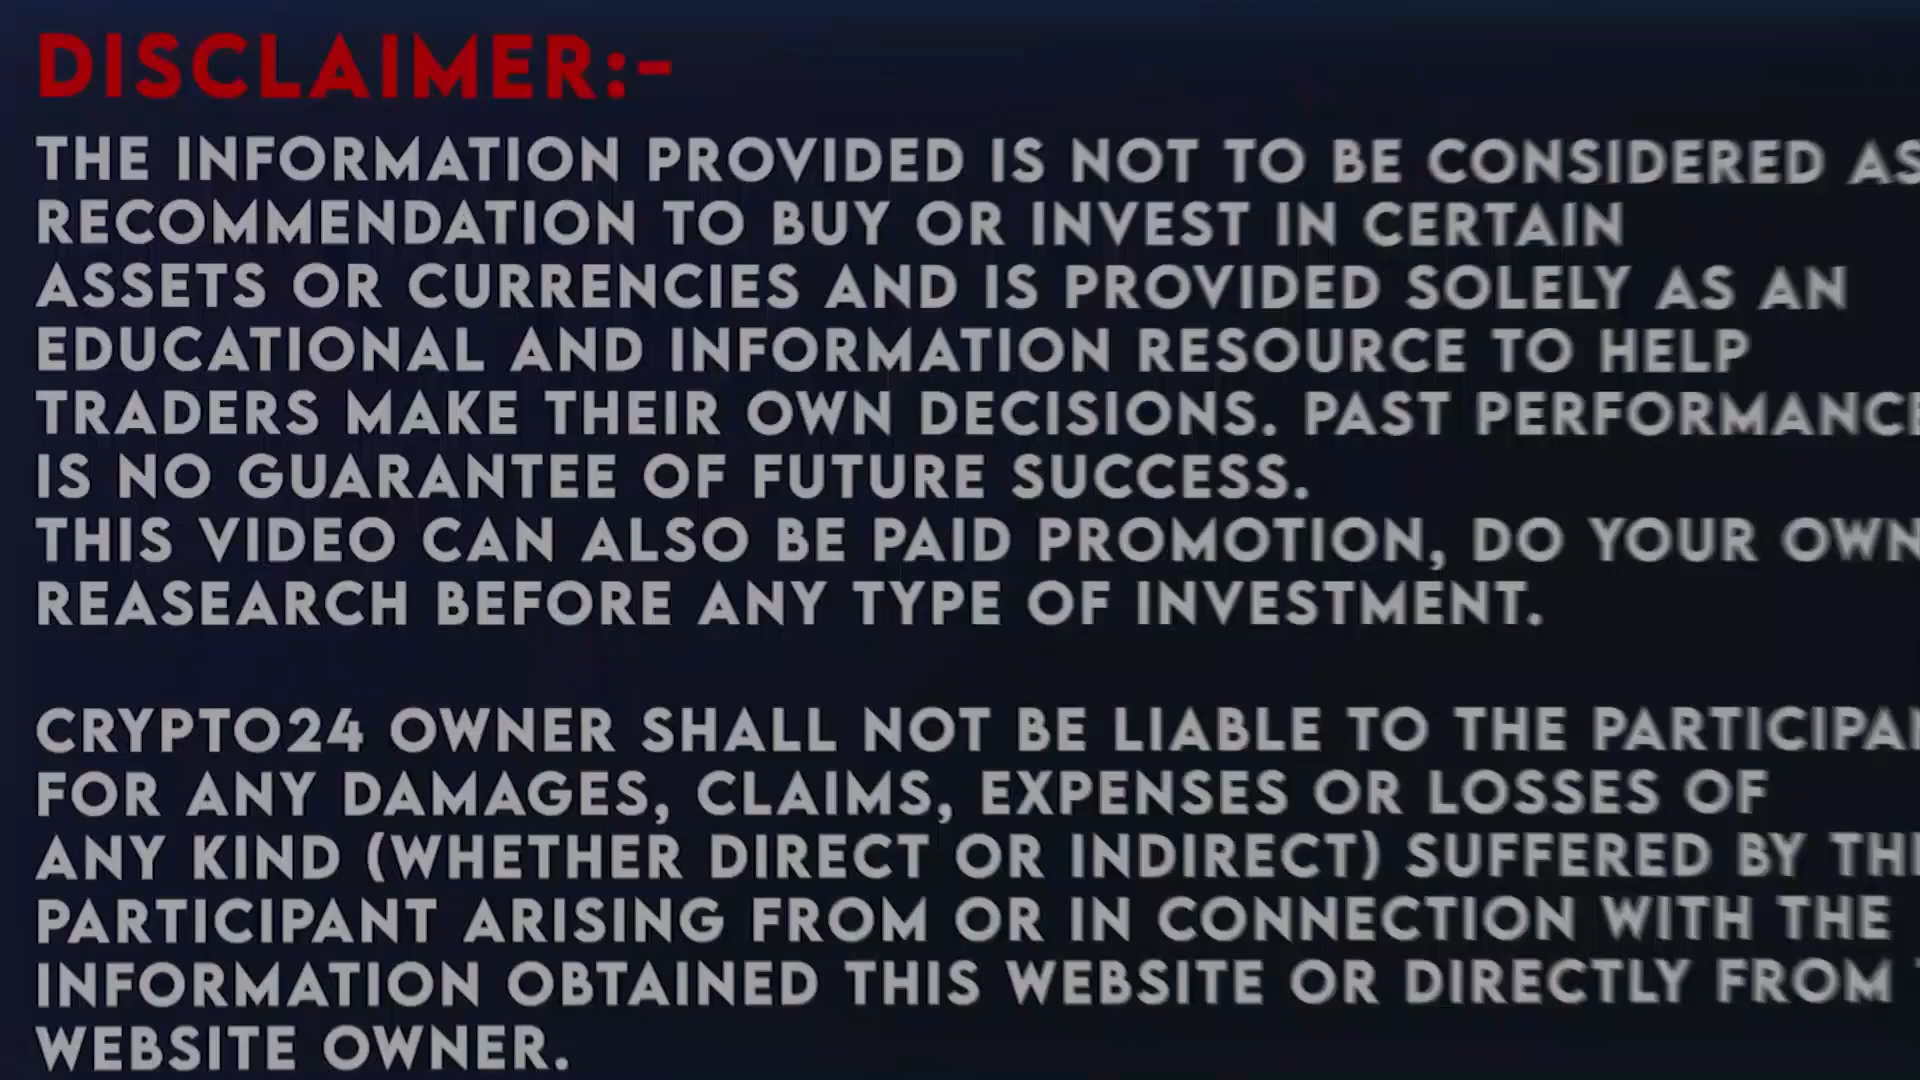 DISCLAIMER:-
THE INFORMATION PROVIDED IS NOT TO BE CONSIDERED AS
RECOMMENDATION TO BUY OR INVEST IN CERTAIN
ASSETS OR CURRENCIES AND IS PROVIDED SOLELY AS AN
EDUCATIONAL AND INFORMATION RESOURCE TO HELP
TRADERS MAKE THEIR OWN DECISIONS. PAST PERFORMANCE
IS NO GUARANTEE OF FUTURE SUCCESS.
THIS VIDEO CAN ALSO BE PAID PROMOTION, DO YOUR OWN
REASEARCH BEFORE ANY TYPE OF INVESTMENT.
CRYPTO24 OWNER SHALL NOT BE LIABLE TO THE
FOR ANY DAMAGES, CLAIMS, EXPENSES OR LOSSES OF
ANY KIND (WHETHER DIRECT OR INDIRECT) SUFFERED BY THE
PARTICIPANT ARISING FROM OR IN CONNECTION WITH THE
INFORMATION OBTAINED THIS WEBSITE OR DIRECTLY FROM
WEBSITE OWNER.